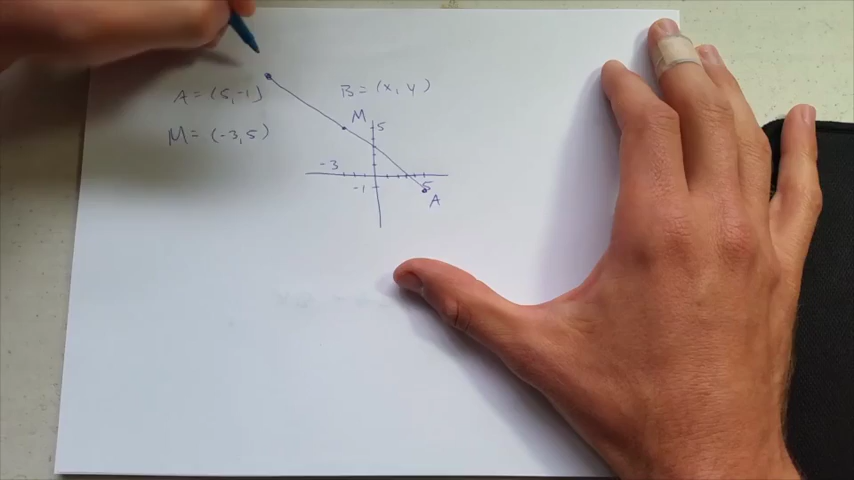 A = (5, -1)
B = (x, y)
M = (-3, 5)
M
5
-3
-1
5
A